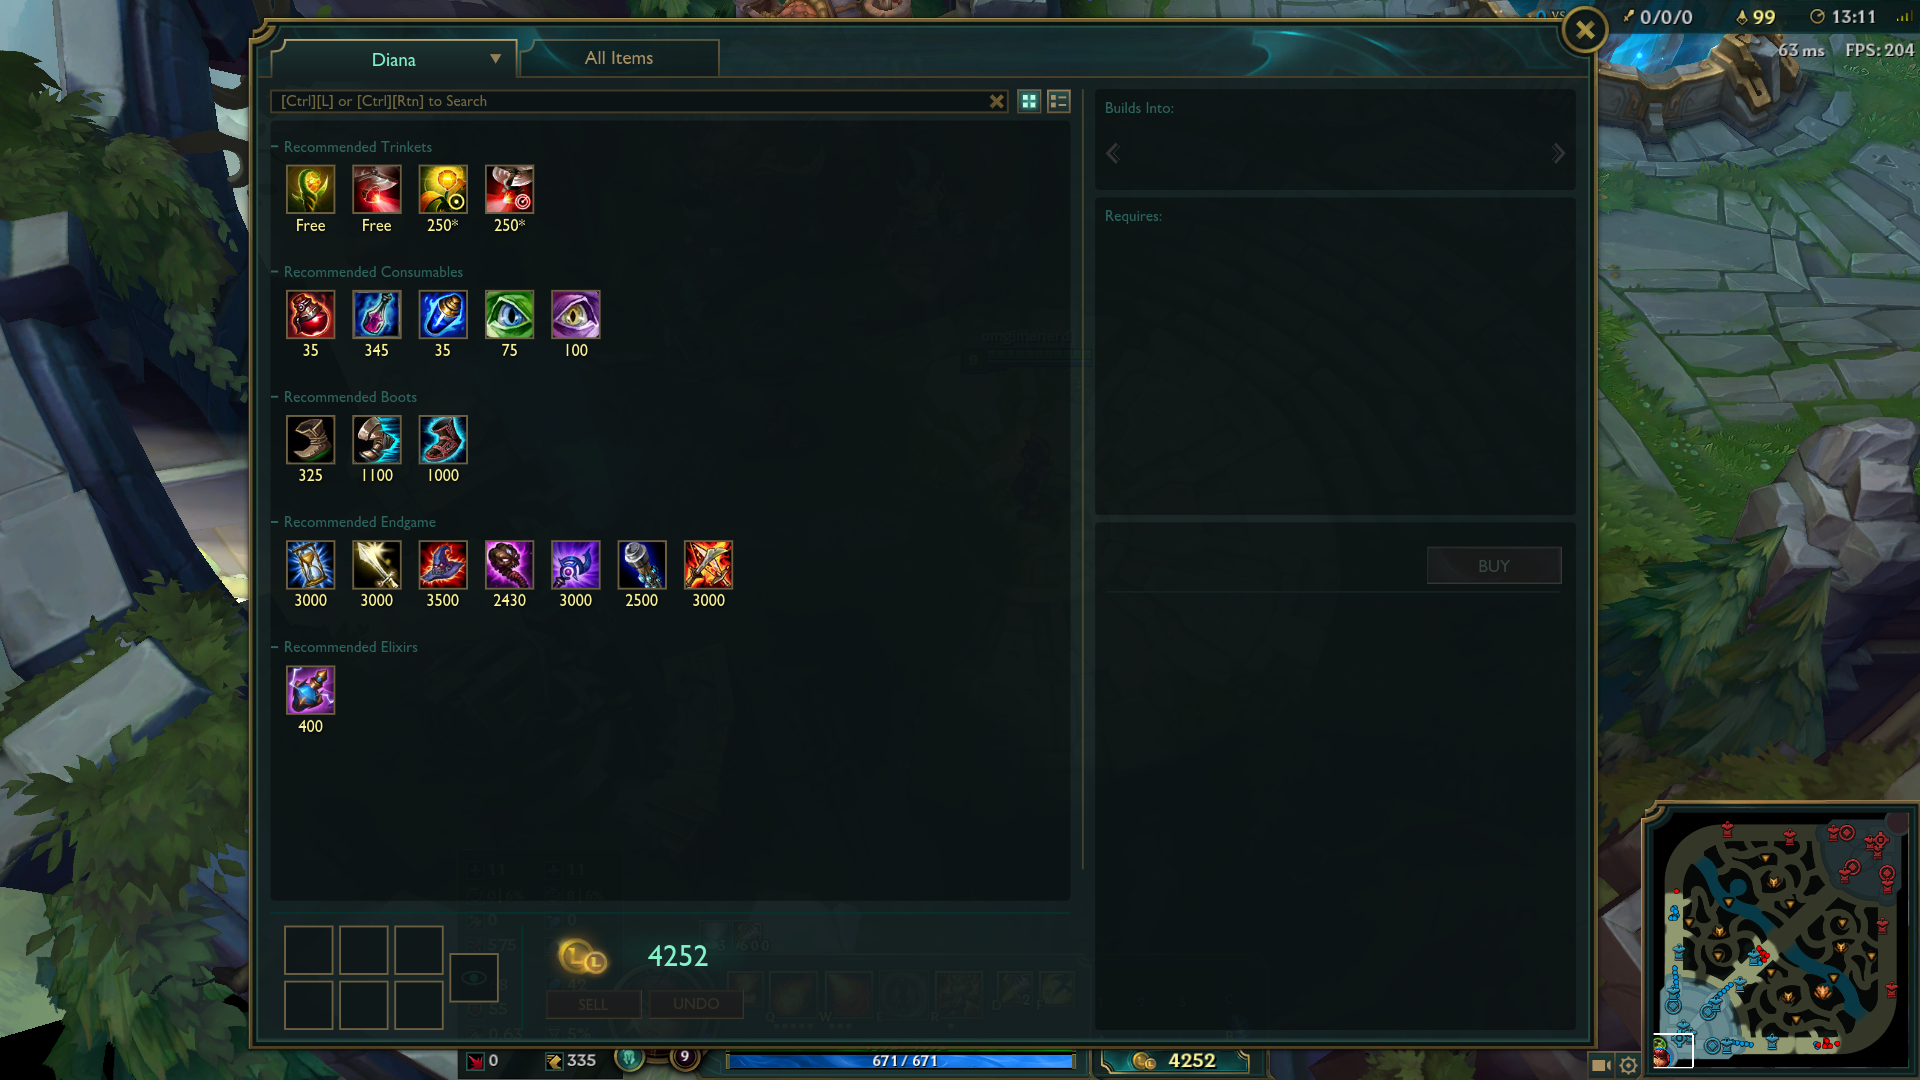 VS 0/0/0 99 13:11
63 ms FPS: 204
Diana
All Items
[Ctrl][L] or [Ctrl][Rtn] to Search
Builds Into:
Requires:
BUY
Recommended Trinkets
Free Free 250* 250*
Recommended Consumables
35 345 35 75 100
Recommended Boots
325 1100 1000
Recommended Endgame
3000 3000 3500 2430 3000 2500 3000
Recommended Elixirs
400
4252
SELL UNDO
0 335 9 671 / 671 4252